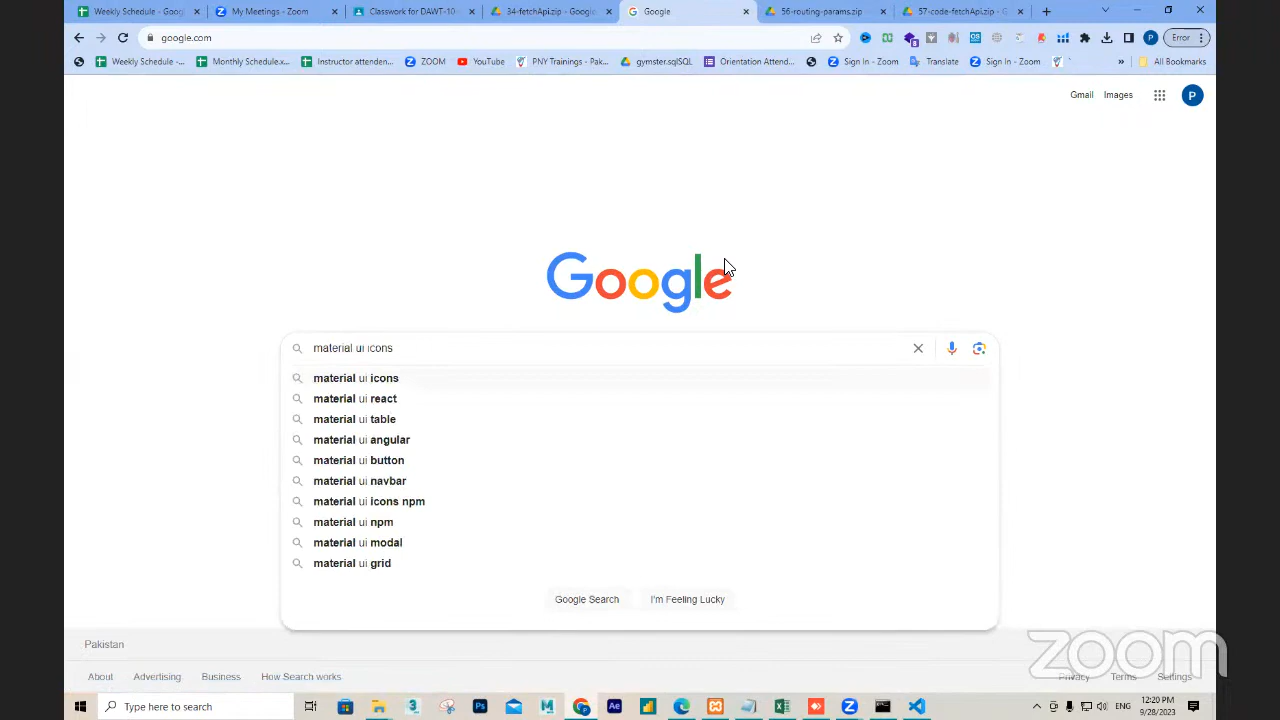 Weekly Schedule - Googl
My Meetings - Zoom
Classwork for DAWT-10-
34-fetchApi.zip - Google
Google
56-routing-params.zip
57-code-fetchApi.zip - G
google.com
Error
Weekly Schedule -...
Monthly Schedule.x...
Instructor attenden...
ZOOM
YouTube
PNY Trainings - Pak...
gymster.sqlSQL
Orientation Attend...
Sign In - Zoom
Translate
Sign In - Zoom
All Bookmarks
Gmail
Images
P
Google
material ui icons
material ui icons
material ui react
material ui table
material ui angular
material ui button
material ui navbar
material ui icons npm
material ui npm
material ui modal
material ui grid
Google Search
I'm Feeling Lucky
Pakistan
About
Advertising
Business
How Search works
Privacy
Terms
Settings
zoom
Type here to search
ENG
12:20 PM
9/28/2023